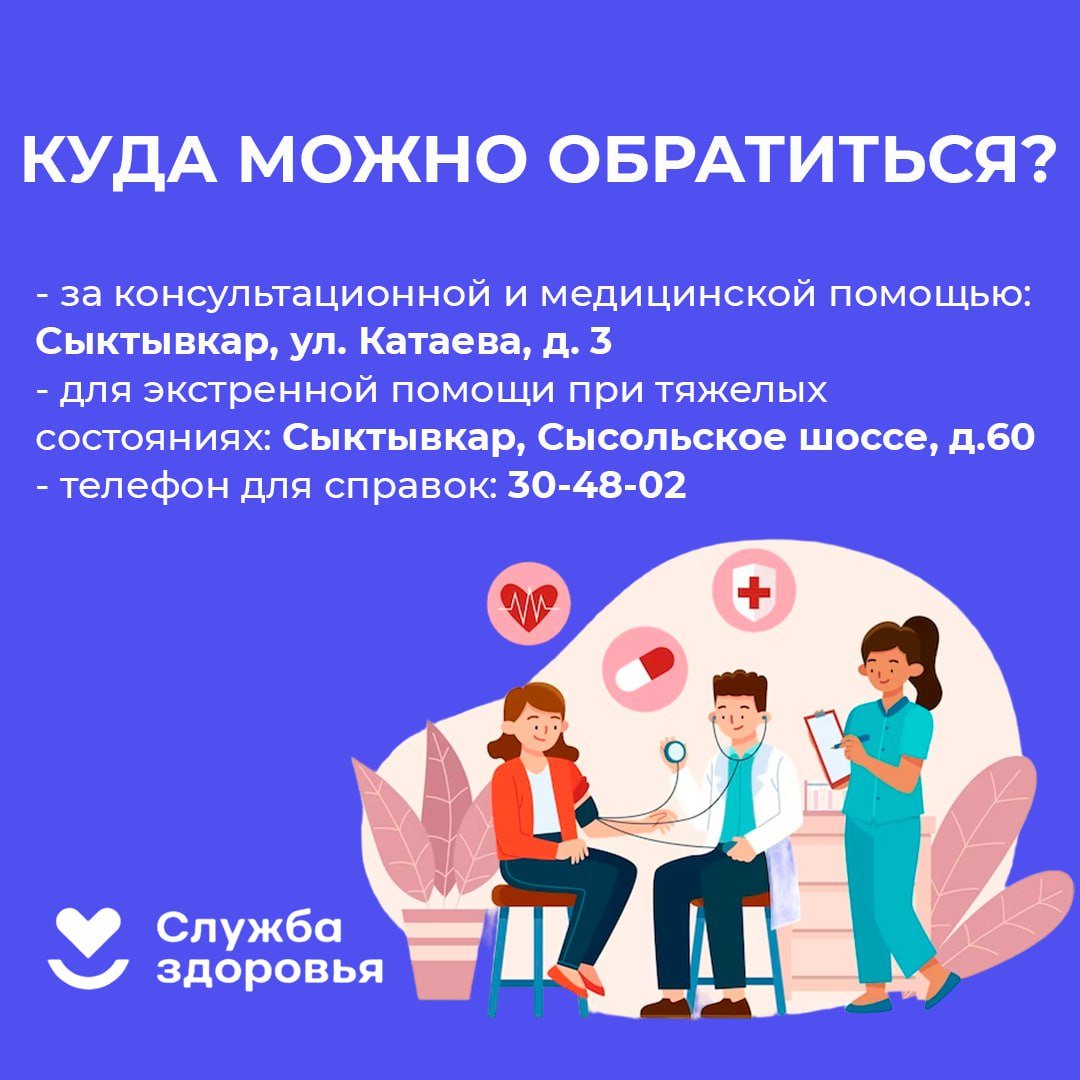 КУДА МОЖНО ОБРАТИТЬСЯ?
- за консультационной и медицинской помощью:
Сыктывкар, ул. Катаева, д. 3
- для экстренной помощи при тяжелых
состояниях: Сыктывкар, Сысольское шоссе, д.60
- телефон для справок: 30-48-02
Служба
здоровья